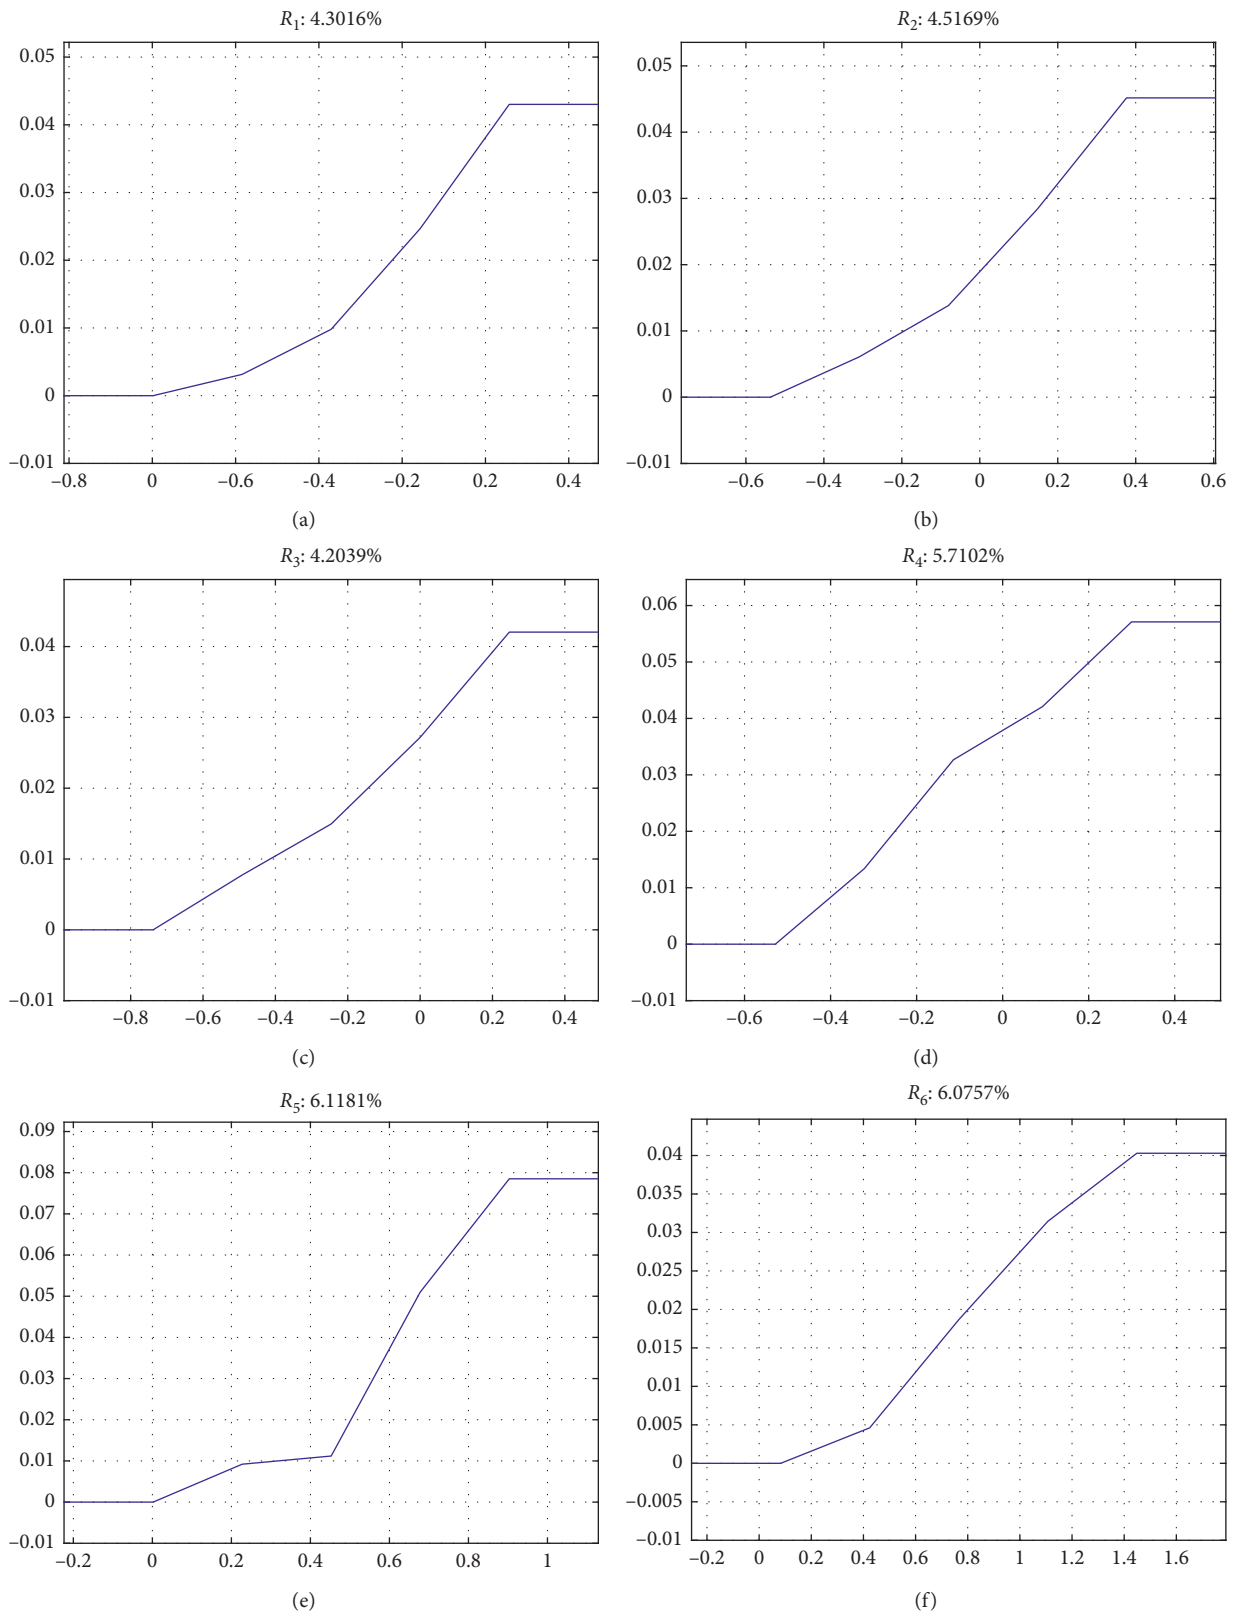 R1: 4.3016%
0.05
0.04
0.03
0.02
0.01
0
–0.01
–0.8 0 –0.6 –0.4 –0.2 0.2 0.4
(a)
R2: 4.5169%
0.05
0.04
0.03
0.02
0.01
0
–0.01
–0.6 –0.4 –0.2 0 0.2 0.4 0.6
(b)
R3: 4.2039%
0.04
0.03
0.02
0.01
0
–0.01
–0.8 –0.6 –0.4 –0.2 0 0.2 0.4
(c)
R4: 5.7102%
0.06
0.05
0.04
0.03
0.02
0.01
0
–0.01
–0.6 –0.4 –0.2 0 0.2 0.4
(d)
R5: 6.1181%
0.09
0.08
0.07
0.06
0.05
0.04
0.03
0.02
0.01
0
–0.01
–0.2 0 0.2 0.4 0.6 0.8 1
(e)
R6: 6.0757%
0.04
0.035
0.03
0.025
0.02
0.015
0.01
0.005
0
–0.005
–0.01
–0.2 0 0.2 0.4 0.6 0.8 1 1.2 1.4 1.6
(f)